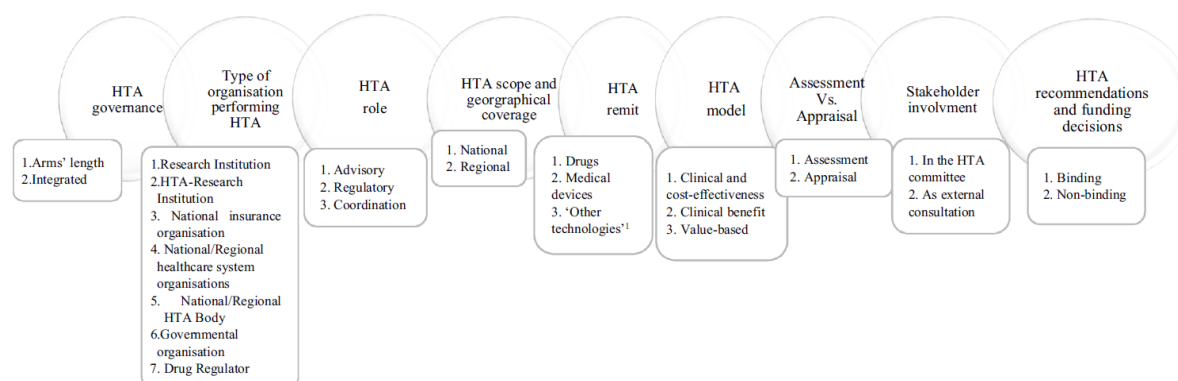 HTA
governance
Type of
organisation
performing
HTA
HTA
role
HTA scope and
georgraphical
coverage
HTA
remit
HTA
model
Assessment
Vs.
Appraisal
Stakeholder
involvment
HTA
recommendations
and funding
decisions
1.Arms' length
2.Integrated
1.Research Institution
2.HTA-Research
Institution
3. National insurance
organisation
4. National/Regional
healthcare system
organisations
5. National/Regional
HTA Body
6.Governmental
organisation
7. Drug Regulator
1. Advisory
2. Regulatory
3. Coordination
1. National
2. Regional
1. Drugs
2. Medical
devices
3. 'Other
technologies'¹
1. Clinical and
cost-effectiveness
2. Clinical benefit
3. Value-based
1. Assessment
2. Appraisal
1. In the HTA
committee
2. As external
consultation
1. Binding
2. Non-binding